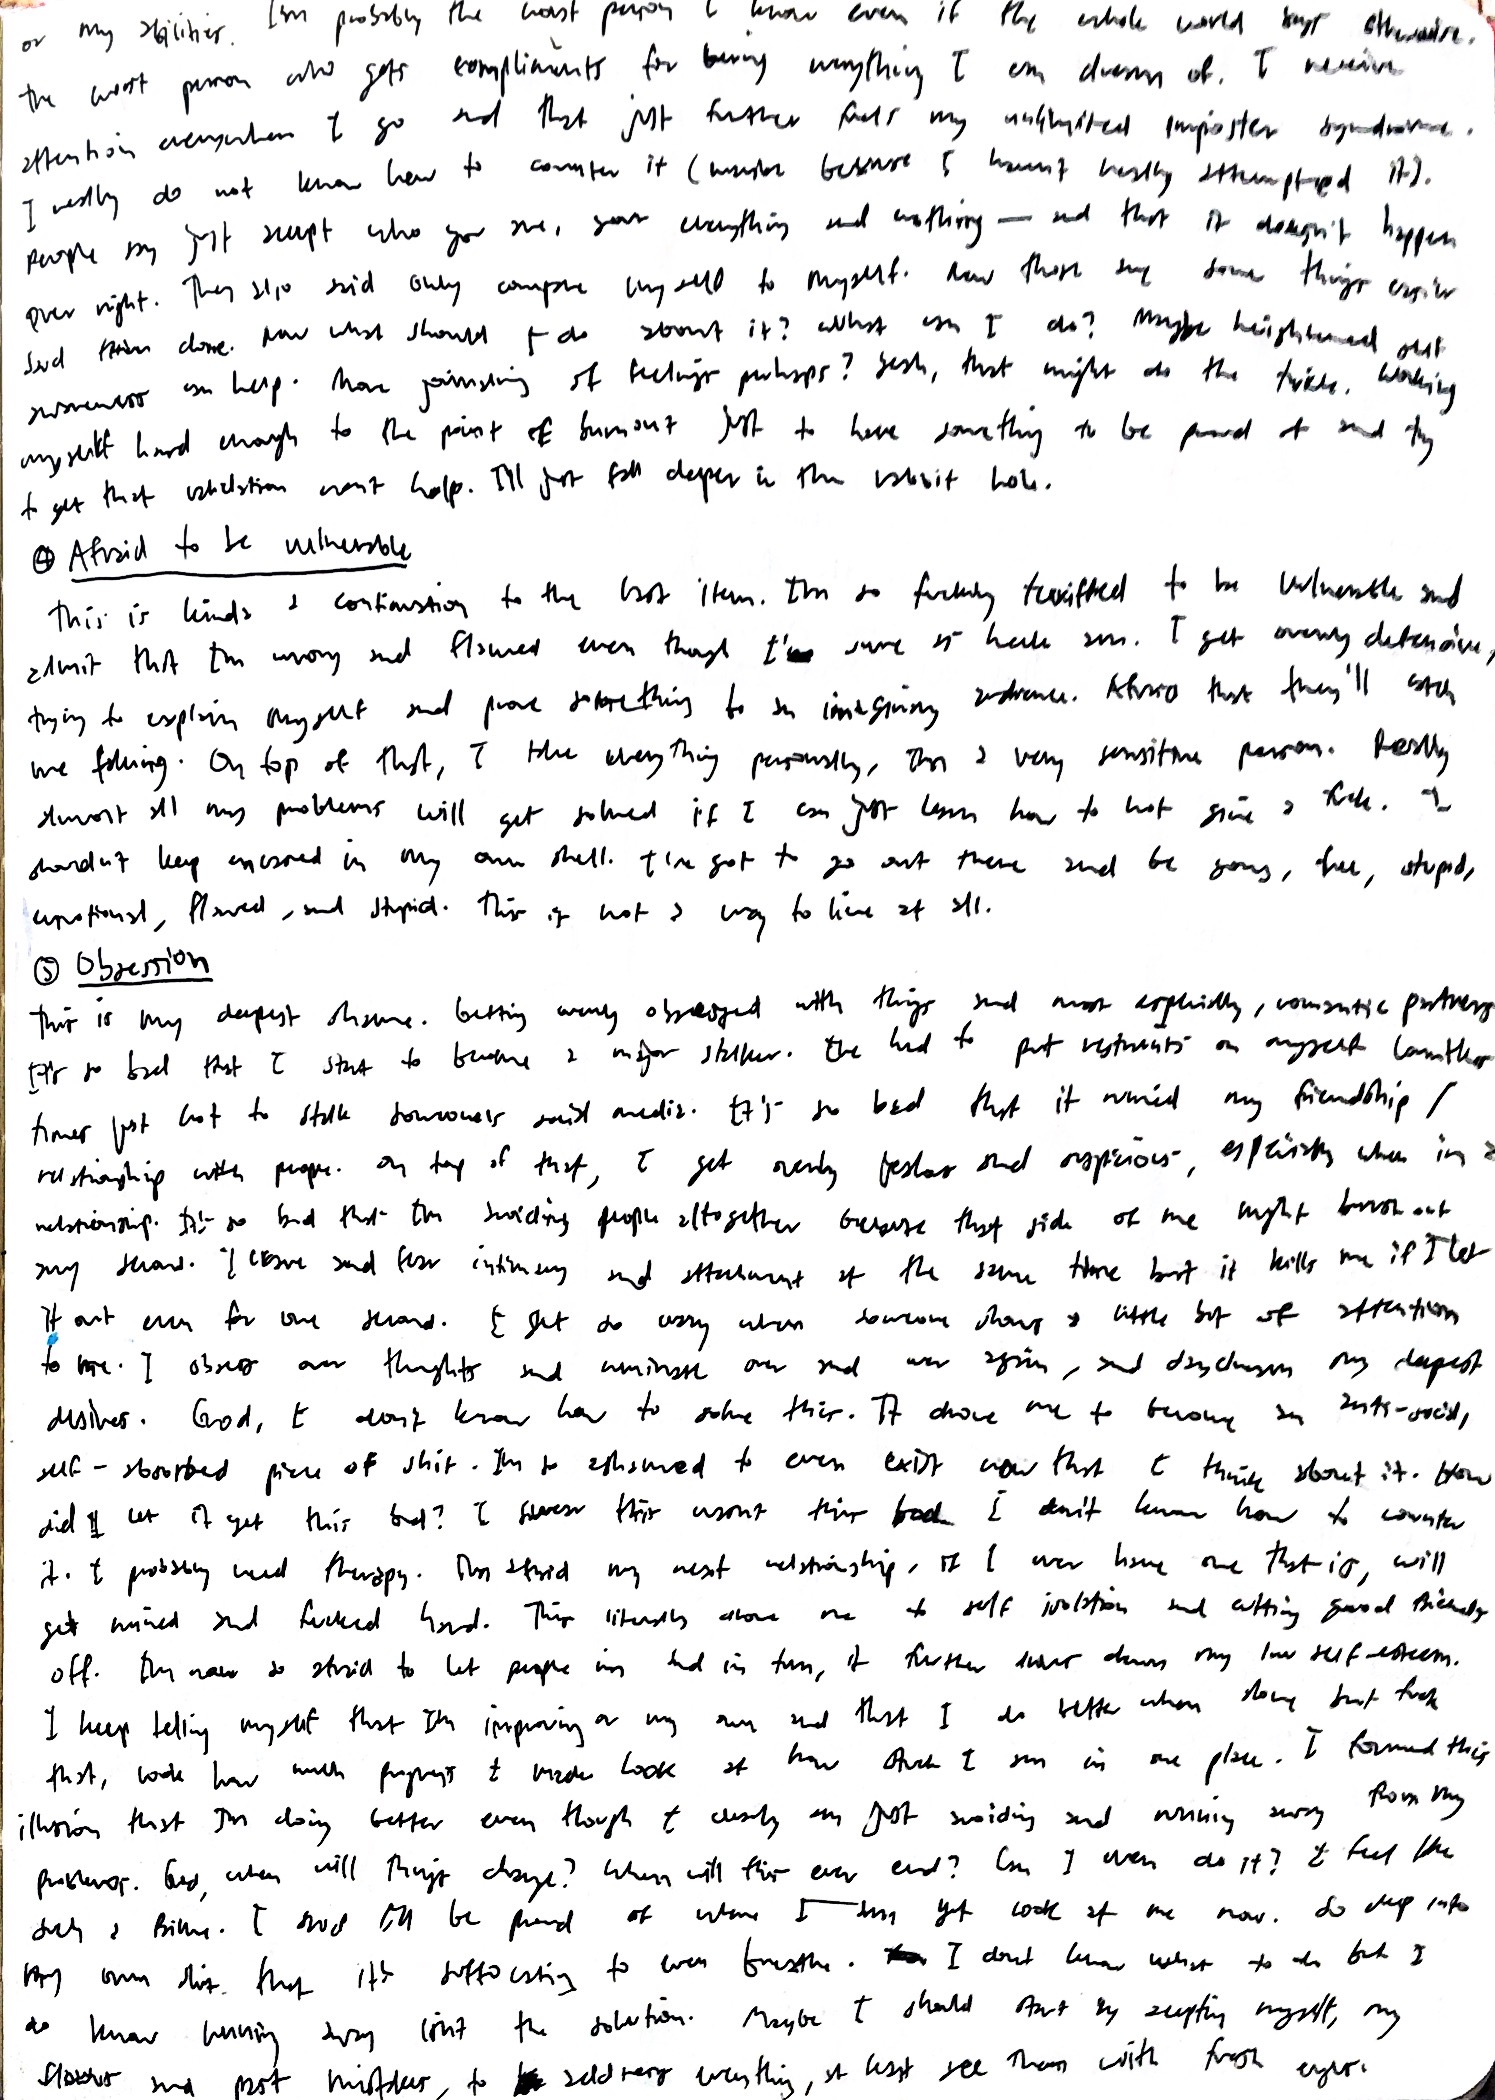 or my abilities. I'm probably the worst person I know even if the whole world says otherwise.
the worst person who gets compliments for being everything I can dream of. I receive
attention everywhere I go and that just further fuels my unlimited imposter syndrome.
I really do not know how to counter it (maybe because I haven't really attempted it).
people say just accept who you are, your everything and nothing — and that it doesn't happen
over night. They also said only compare myself to myself. Now those are some things easier
said than done. Now what should I do about it? What can I do? Maybe heightened self
awareness can help. More journaling of feelings perhaps? Yeah, that might do the trick. Working
myself hard enough to the point of burnout just to have something to be proud of and try
to get that validation won't help. I'll just fall deeper in the rabbit hole.
④ Afraid to be vulnerable
This is kinda a continuation to the last item. I'm so fucking terrified to be vulnerable and
admit that I'm wrong and flawed even though I'm sure as heck am. I get overly defensive,
trying to explain myself and prove something to an imaginary audience. Afraid that they'll catch
me faking. On top of that, I take everything personally, I'm a very sensitive person. Really
almost all my problems will get solved if I can just learn how to not give a fuck. I
shouldn't keep encased in my own shell. I've got to go out there and be young, free, stupid,
emotional, flawed, and stupid. This is not a way to live at all.
⑤ Obsession
This is my deepest shame. Getting overly obsessed with things and most especially, romantic partners
It's so bad that I start to become a major stalker. I've had to put restraints on myself
times just not to stalk someone's social media. It's so bad that it ruined my friendship /
relationship with people. On top of that, I get overly jealous and suspicious, especially when in a
relationship. It's so bad that I'm avoiding people altogether because that side of me might burst out
any second. I crave and fear intimacy and attachment at the same time but it kills me if I let
it out even for one second. I get so crazy when someone shows a little bit of attention
to me. I obsess over thoughts and ruminate over and over again, and daydream my deepest
desires. God, I don't know how to solve this. It drove me to become an anti-social,
self-absorbed piece of shit. I'm so ashamed to even exist now that I think about it. How
did I let it get this bad? I swear this wasn't this bad. I don't know how to counter
it. I probably need therapy. I'm afraid my next relationship, if I ever have one that is, will
get ruined and fucked hard. This literally drove me to self isolation and cutting good friends
off. I'm now so afraid to let people in, and in turn, it further lowers down my low self-esteem.
I keep telling myself that I'm improving on my own and that I do better when alone but fuck
that, look how much progress I made. Look at how stuck I am in one place. I formed this
illusion that I'm doing better even though I clearly am just avoiding and running away from my
problems. God, when will things change? When will this ever end? Can I even do it? I feel like
such a failure. I said I'll be proud of where I am yet look at me now. So deep into
my own shit that it's suffocating to even breathe. I don't know what to do but I
do know running away isn't the solution. Maybe I should start by accepting myself, my
flaws and past mistakes, to address everything, at least see them with fresh eyes.